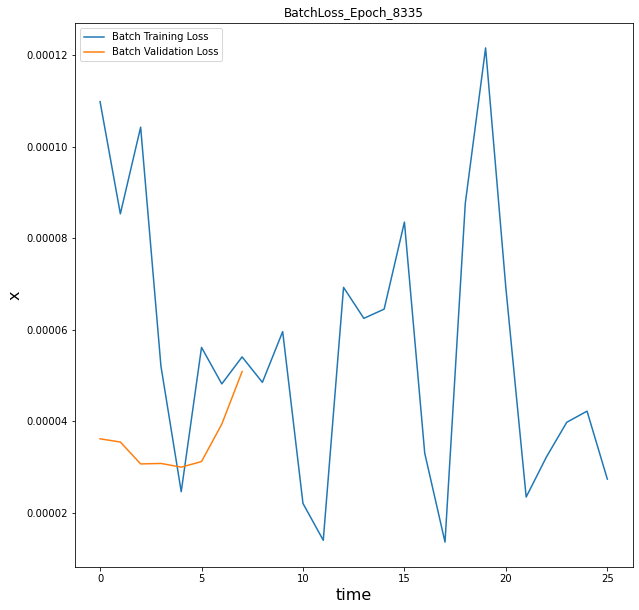 BatchLoss_Epoch_8335
Batch Training Loss
Batch Validation Loss
0.00012
0.00010
0.00008
0.00006
0.00004
0.00002
x
0 5 10 15 20 25
time